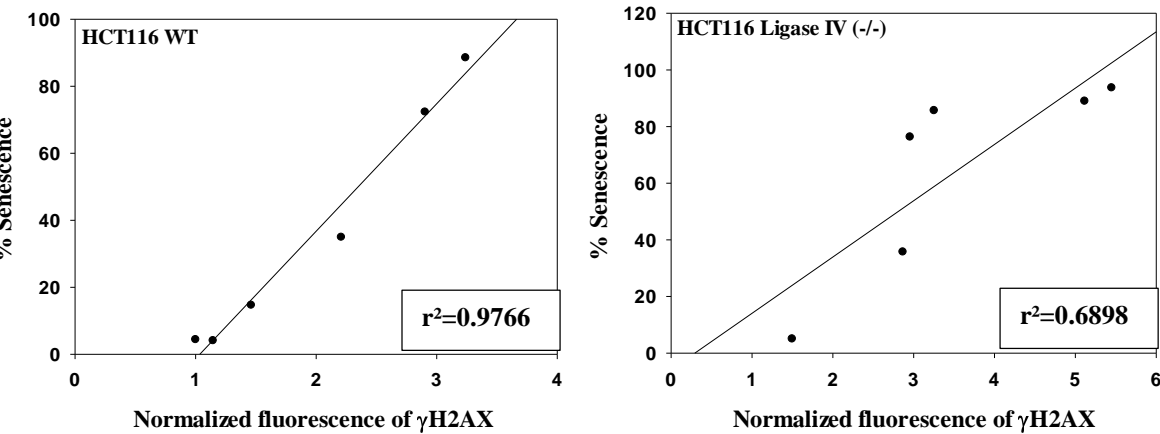 HCT116 WT
100
80
60
40
20
0
0 1 2 3 4
% Senescence
Normalized fluorescence of γH2AX
r²=0.9766
HCT116 Ligase IV (-/-)
120
100
80
60
40
20
0
0 1 2 3 4 5 6
% Senescence
Normalized fluorescence of γH2AX
r²=0.6898